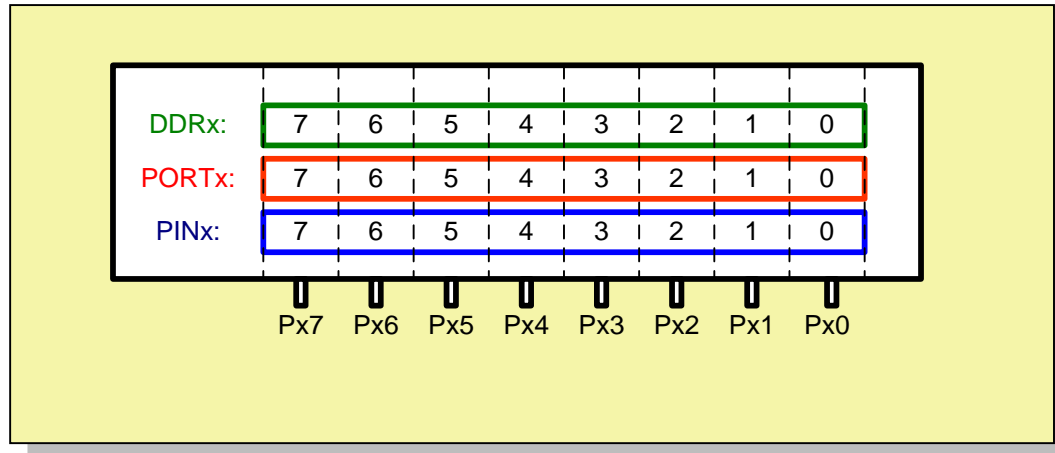 DDRx: 7 6 5 4 3 2 1 0
PORTx: 7 6 5 4 3 2 1 0
PINx: 7 6 5 4 3 2 1 0
Px7 Px6 Px5 Px4 Px3 Px2 Px1 Px0